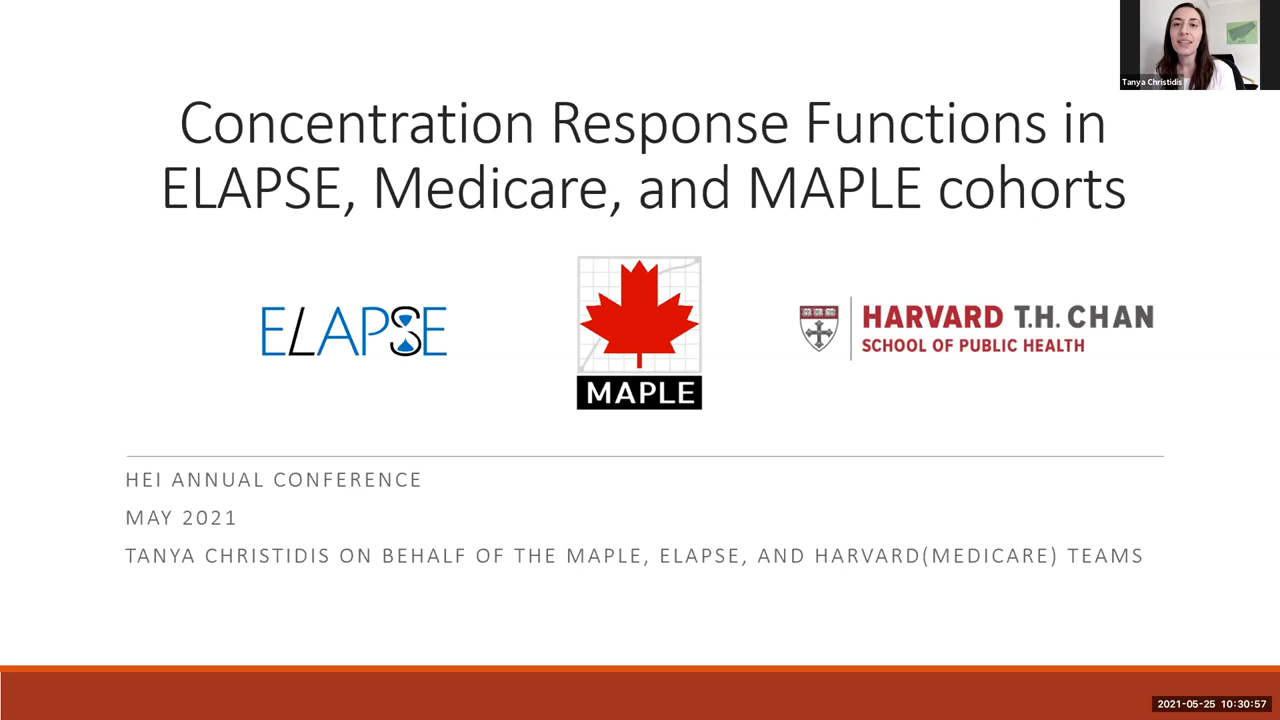 Tanya Christidis
Concentration Response Functions in
ELAPSE, Medicare, and MAPLE cohorts
ELAPSE
MAPLE
HARVARD T.H. CHAN
SCHOOL OF PUBLIC HEALTH
HEI ANNUAL CONFERENCE
MAY 2021
TANYA CHRISTIDIS ON BEHALF OF THE MAPLE, ELAPSE, AND HARVARD(MEDICARE) TEAMS
2021-05-25 10:30:57